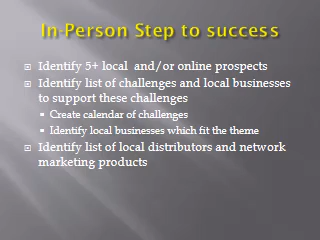 In-Person Step to success
Identify 5+ local and/or online prospects
Identify list of challenges and local businesses
to support these challenges
Create calendar of challenges
Identify local businesses which fit the theme
Identify list of local distributors and network
marketing products